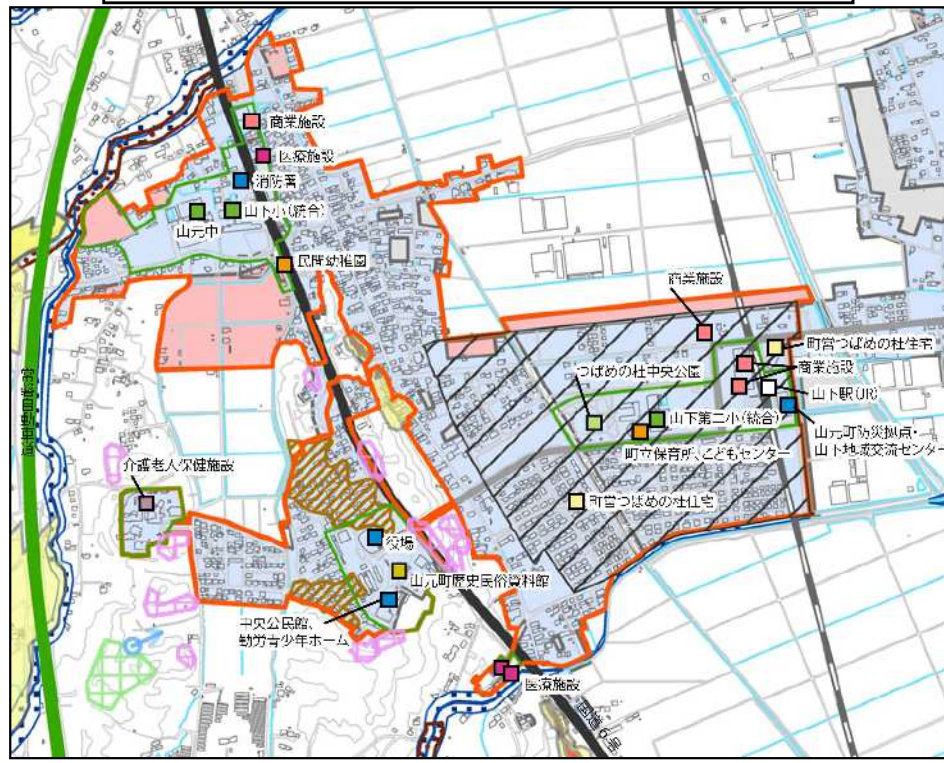 商業施設
医療施設
消防署
山下小(統合)
山元中
民間幼稚園
商業施設
町営つばめの杜住宅
商業施設
つばめの杜中央公園
山下駅(JR)
山下第二小(統合)
山元町防災拠点・
山下地域交流センター
町立保育所、こどもセンター
介護老人保健施設
町営つばめの杜住宅
役場
山元町歴史民俗資料館
中央公民館、
勤労青少年ホーム
医療施設
国道6号